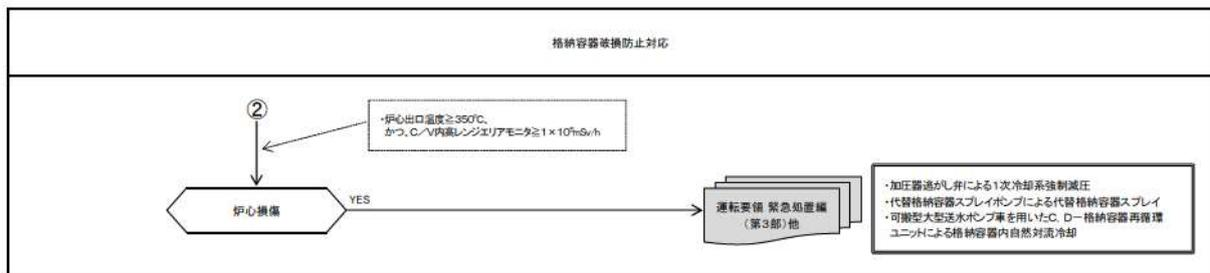 格納容器破損防止対応
②
・炉心出口温度≧350℃、
かつ、C/V内高レンジエリアモニタ≧1×10⁵mSv/h
炉心損傷
YES
運転要領 緊急処置編
(第3部)他
・加圧器逃がし弁による1次冷却系強制減圧
・代替格納容器スプレイポンプによる代替格納容器スプレイ
・可搬型大型送水ポンプ車を用いたC,D-格納容器再循環
ユニットによる格納容器内自然対流冷却